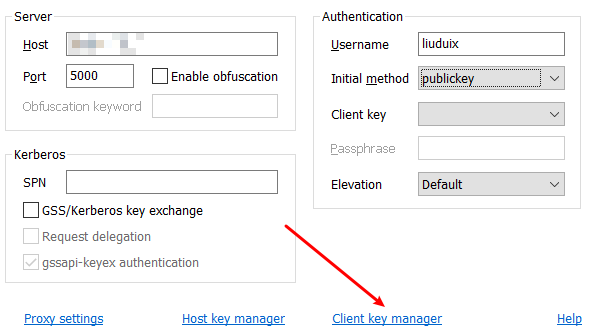 Server
Host
Port 5000 Enable obfuscation
Obfuscation keyword
Kerberos
SPN
GSS/Kerberos key exchange
Request delegation
gssapi-keyex authentication
Authentication
Username liuduix
Initial method publickey
Client key
Passphrase
Elevation Default
Proxy settings Host key manager Client key manager Help